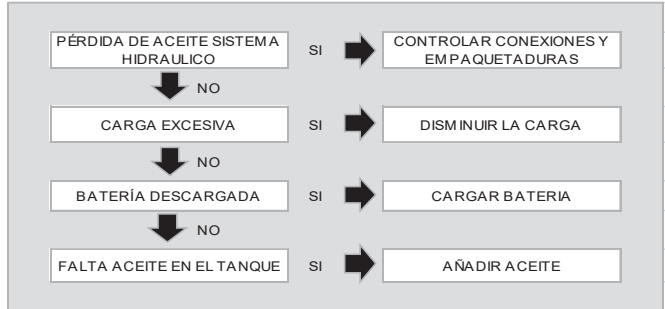 PÉRDIDA DE ACEITE SISTEMA
HIDRAULICO
SI
CONTROLAR CONEXIONES Y
EMPAQUETADURAS
NO
CARGA EXCESIVA
SI
DISMINUIR LA CARGA
NO
BATERÍA DESCARGADA
SI
CARGAR BATERIA
NO
FALTA ACEITE EN EL TANQUE
SI
AÑADIR ACEITE